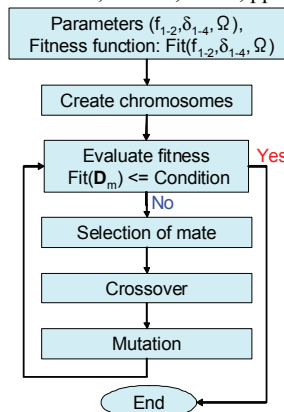 Parameters (f₁₋₂,δ₁₋₄, Ω),
Fitness function: Fit(f₁₋₂,δ₁₋₄, Ω)
Create chromosomes
Evaluate fitness
Fit(Dₘ) <= Condition
Yes
No
Selection of mate
Crossover
Mutation
End